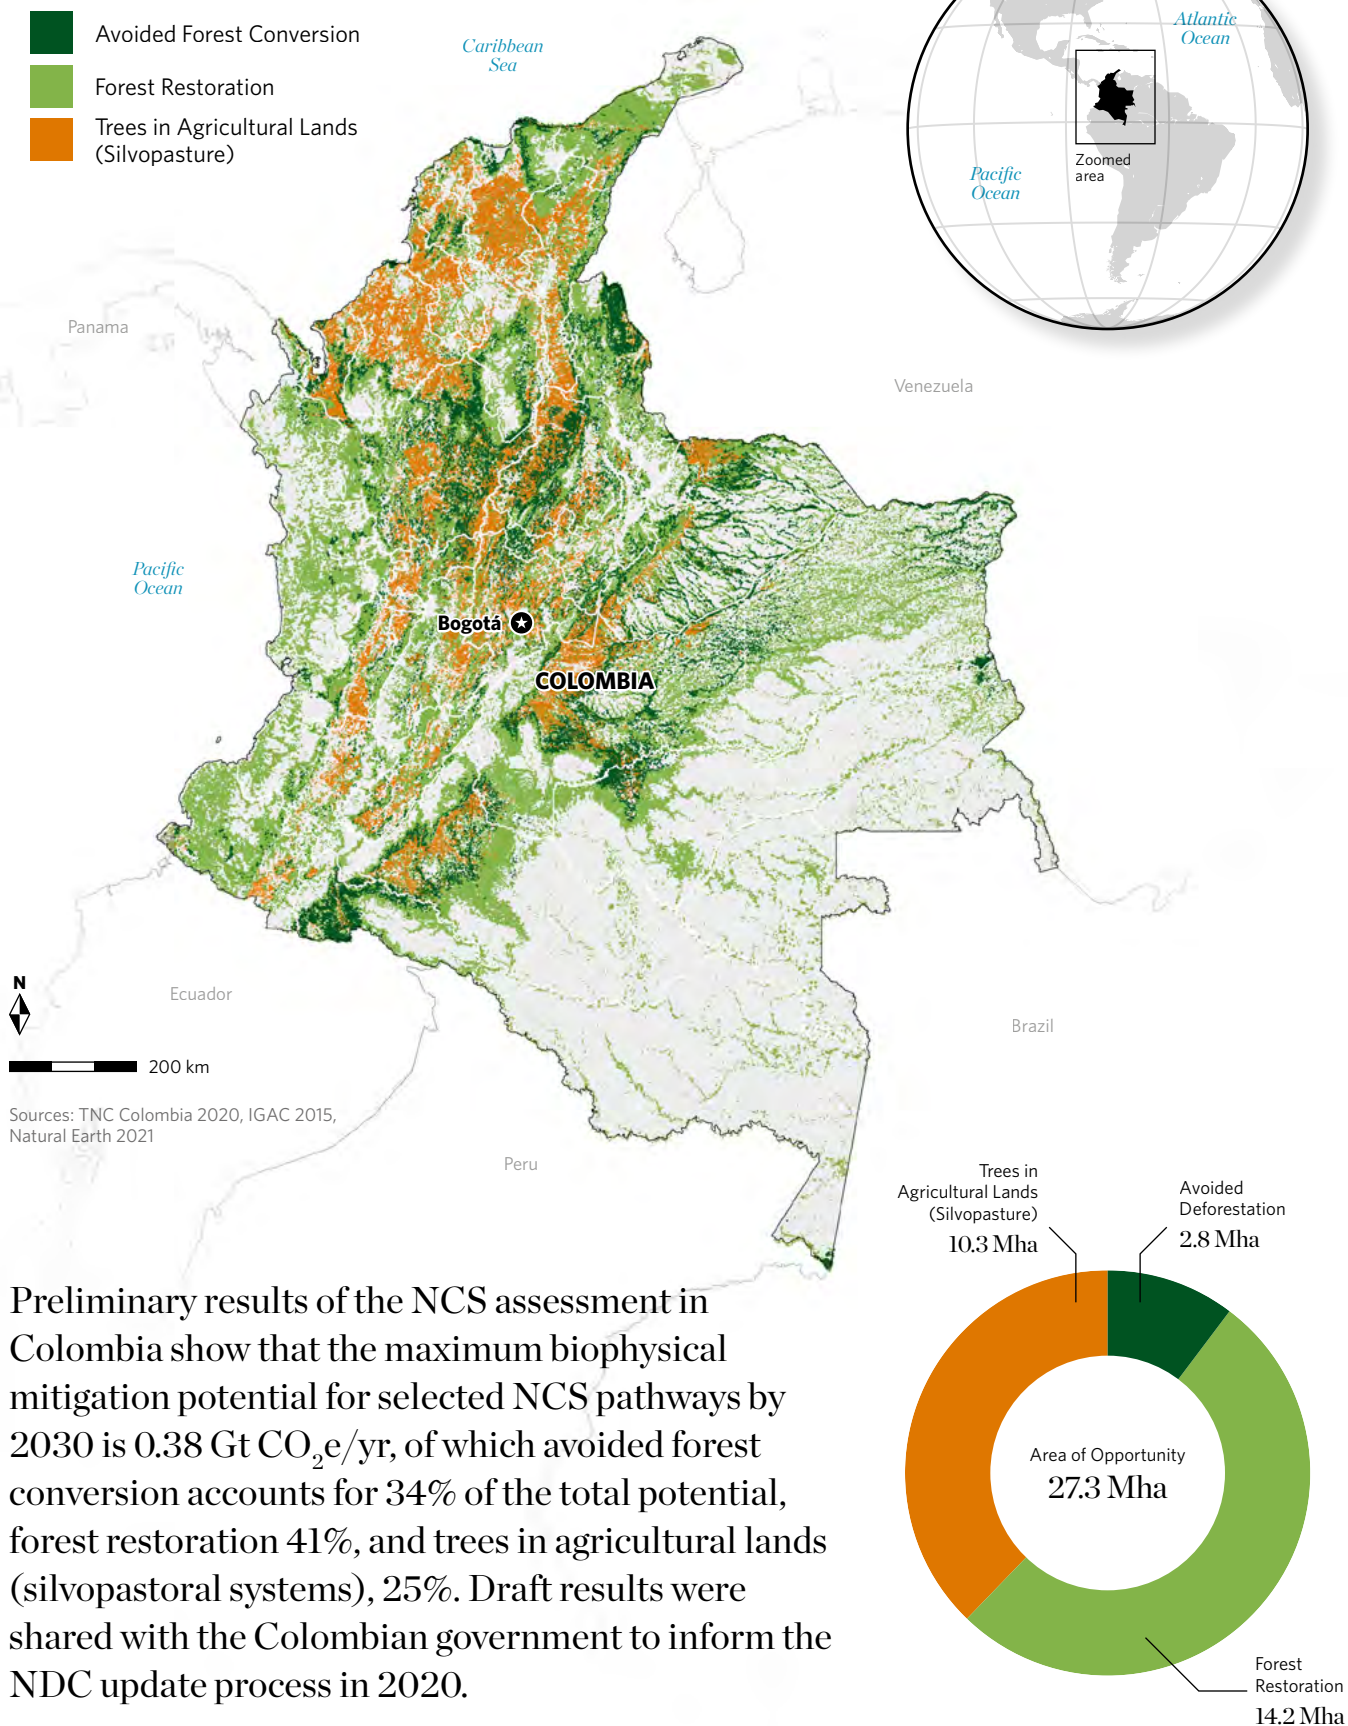 Avoided Forest Conversion
Forest Restoration
Trees in Agricultural Lands
(Silvopasture)
Caribbean
Sea
Atlantic
Ocean
Pacific
Ocean
Zoomed
area
Panama
Venezuela
Pacific
Ocean
Bogotá
COLOMBIA
N
Ecuador
Brazil
200 km
Sources: TNC Colombia 2020, IGAC 2015,
Natural Earth 2021
Peru
Preliminary results of the NCS assessment in
Colombia show that the maximum biophysical
mitigation potential for selected NCS pathways by
2030 is 0.38 Gt CO₂e/yr, of which avoided forest
conversion accounts for 34% of the total potential,
forest restoration 41%, and trees in agricultural lands
(silvopastoral systems), 25%. Draft results were
shared with the Colombian government to inform the
NDC update process in 2020.
Trees in
Agricultural Lands
(Silvopasture)
10.3 Mha
Avoided
Deforestation
2.8 Mha
Area of Opportunity
27.3 Mha
Forest
Restoration
14.2 Mha